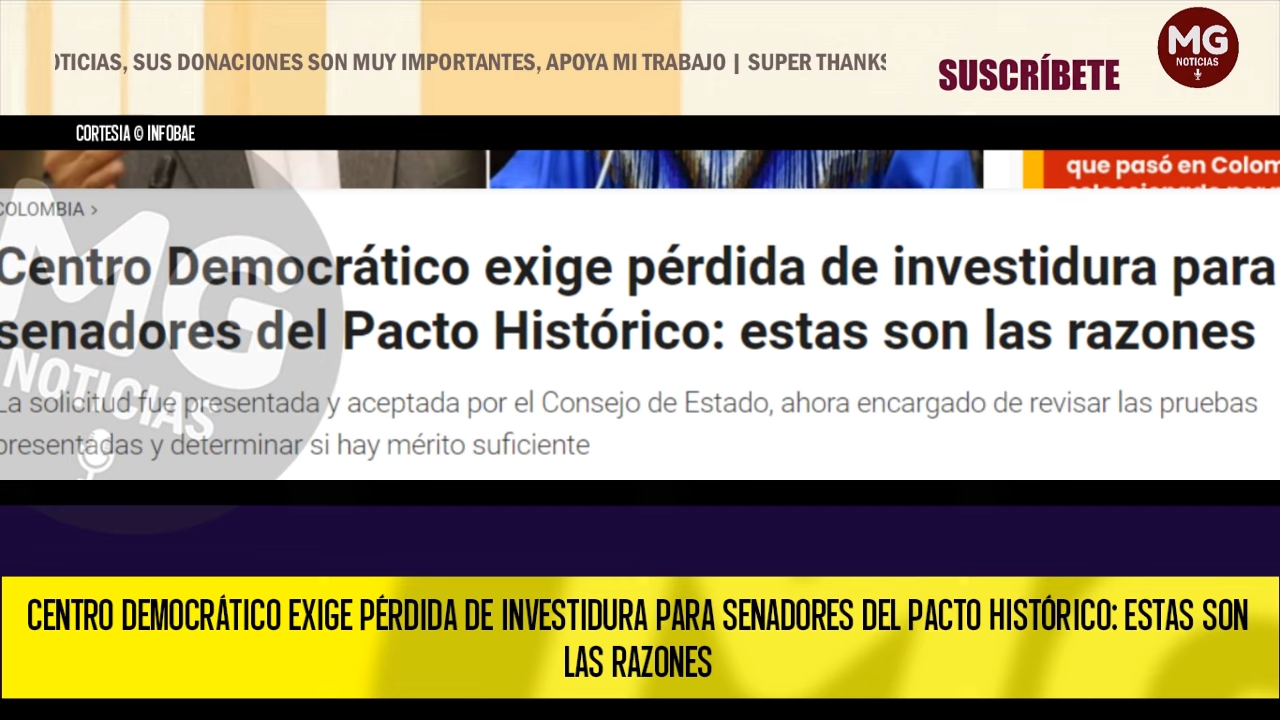 SUS DONACIONES SON MUY IMPORTANTES, APOYA MI TRABAJO | SUPER THANKS
SUSCRÍBETE
MG
NOTICIAS
CORTESIA © INFOBAE
que pasó en Colom
COLOMBIA >
Centro Democrático exige pérdida de investidura para
senadores del Pacto Histórico: estas son las razones
La solicitud fue presentada y aceptada por el Consejo de Estado, ahora encargado de revisar las pruebas
presentadas y determinar si hay mérito suficiente
MG
NOTICIAS
CENTRO DEMOCRÁTICO EXIGE PÉRDIDA DE INVESTIDURA PARA SENADORES DEL PACTO HISTÓRICO: ESTAS SON
LAS RAZONES